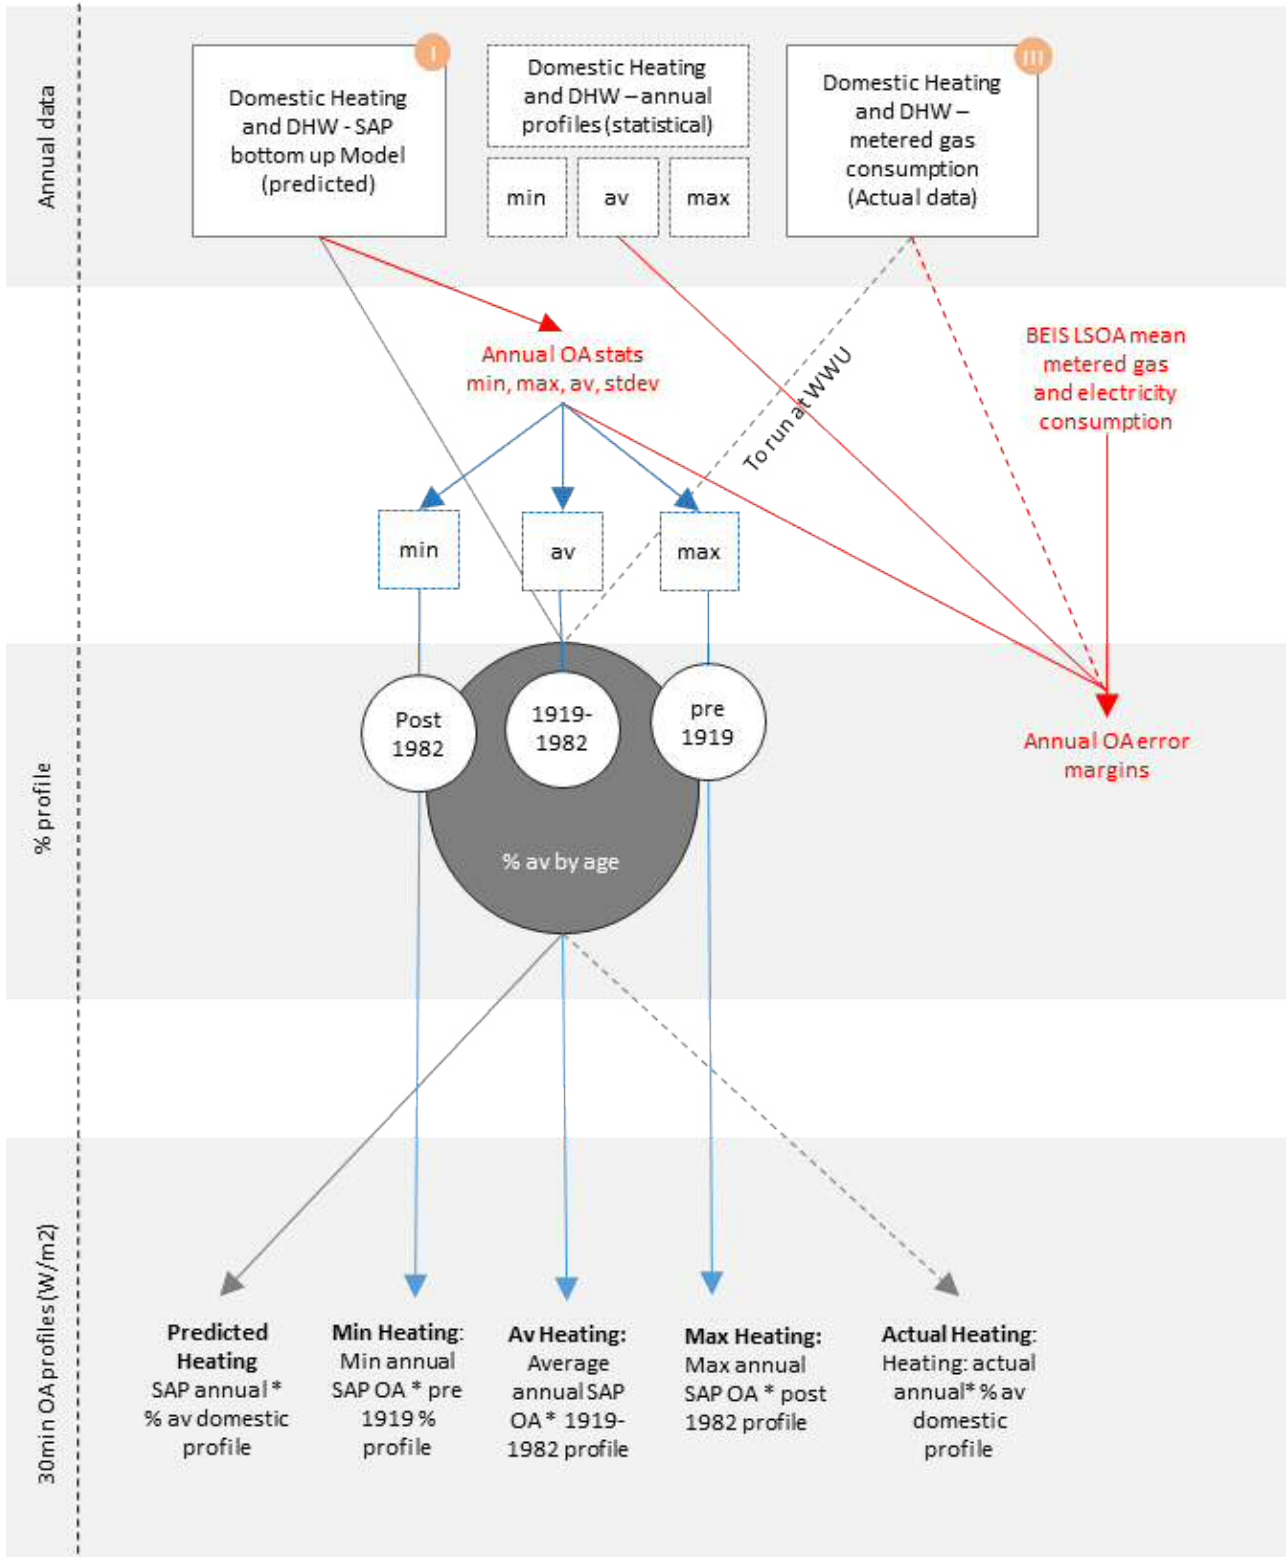 Annual data
I
Domestic Heating
and DHW - SAP
bottom up Model
(predicted)
Domestic Heating
and DHW – annual
profiles (statistical)
min
av
max
III
Domestic Heating
and DHW –
metered gas
consumption
(Actual data)
Annual OA stats
min, max, av, stdev
To run at WWU
BEIS LSOA mean
metered gas
and electricity
consumption
min
av
max
% profile
Post
1982
1919-
1982
pre
1919
% av by age
Annual OA error
margins
30min OA profiles (W/m2)
Predicted
Heating
SAP annual *
% av domestic
profile
Min Heating:
Min annual
SAP OA * pre
1919 %
profile
Av Heating:
Average
annual SAP
OA * 1919-
1982 profile
Max Heating:
Max annual
SAP OA * post
1982 profile
Actual Heating:
Heating: actual
annual* % av
domestic
profile